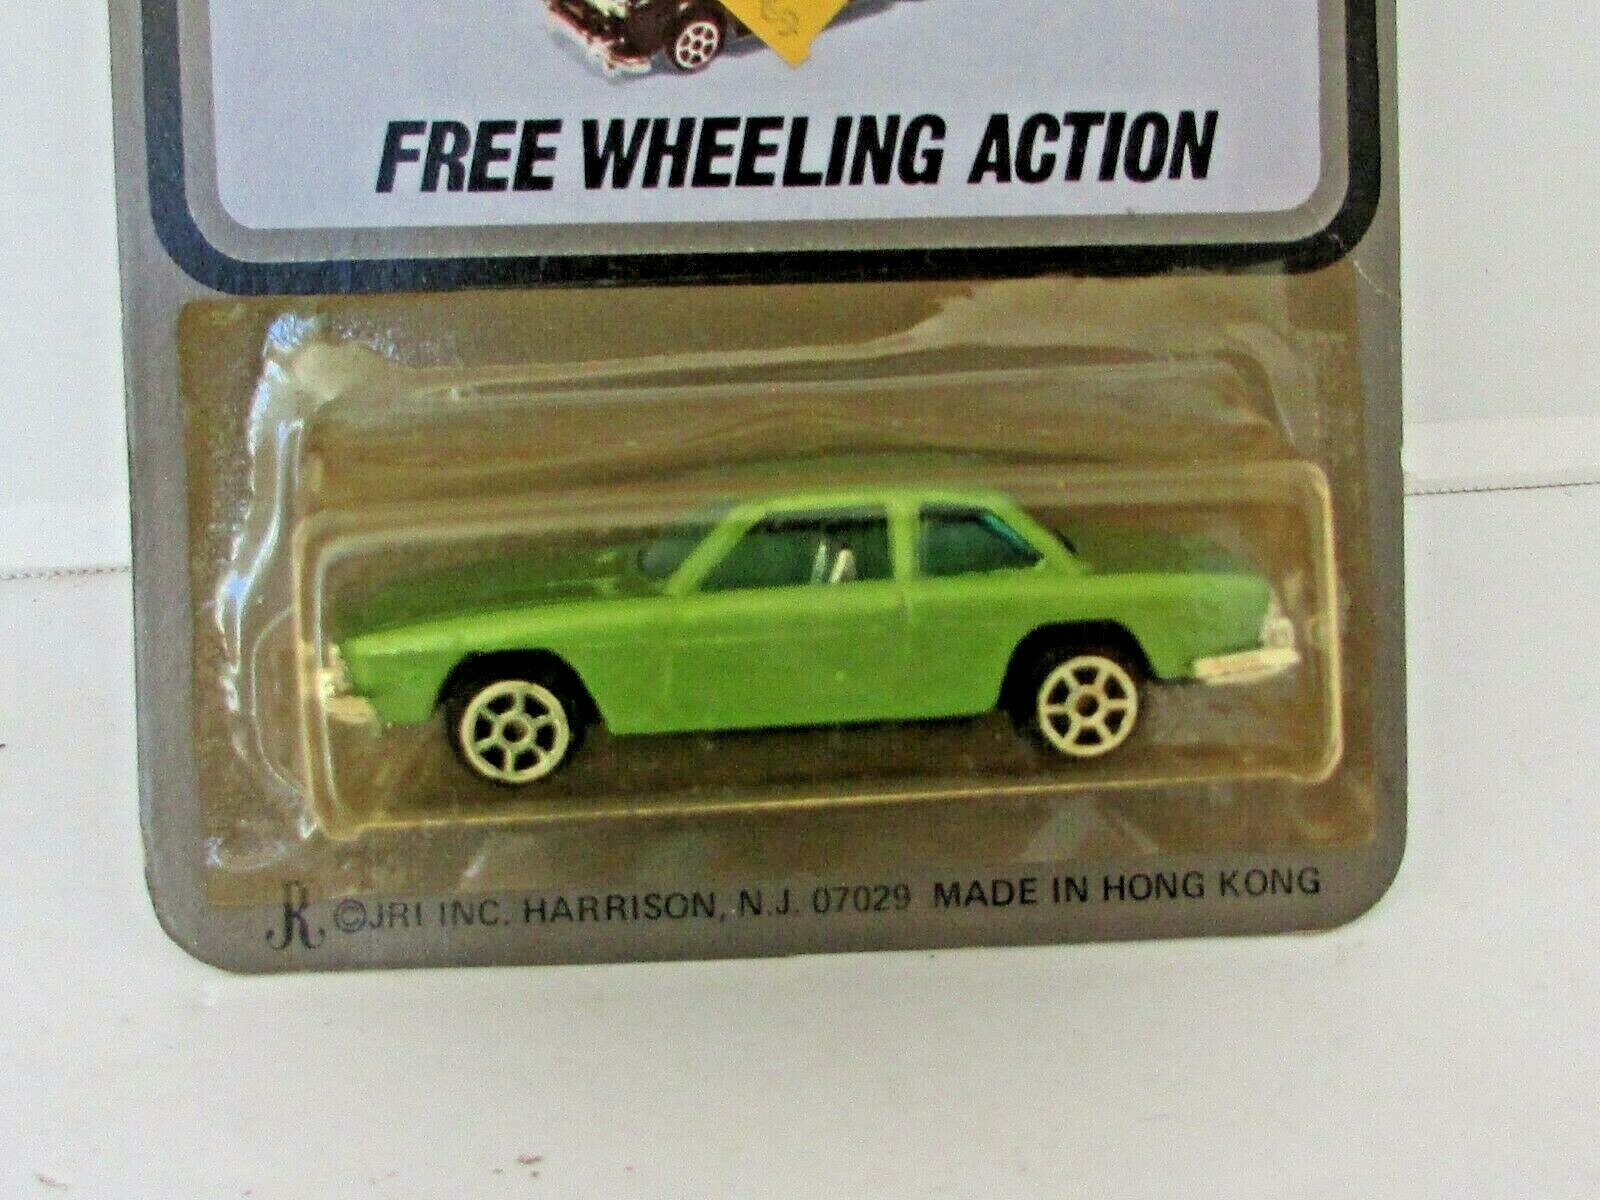 FREE WHEELING ACTION
JR ©JRI INC. HARRISON, N.J. 07029 MADE IN HONG KONG